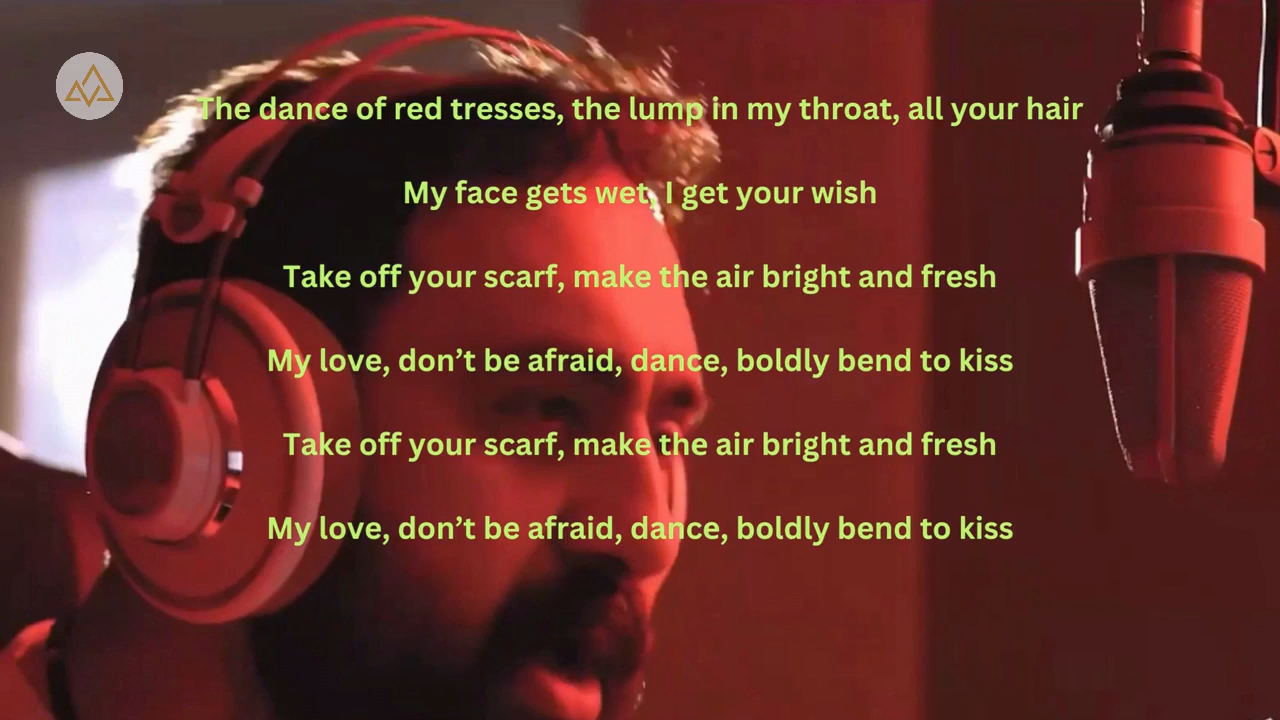 The dance of red tresses, the lump in my throat, all your hair
My face gets wet, I get your wish
Take off your scarf, make the air bright and fresh
My love, don’t be afraid, dance, boldly bend to kiss
Take off your scarf, make the air bright and fresh
My love, don’t be afraid, dance, boldly bend to kiss